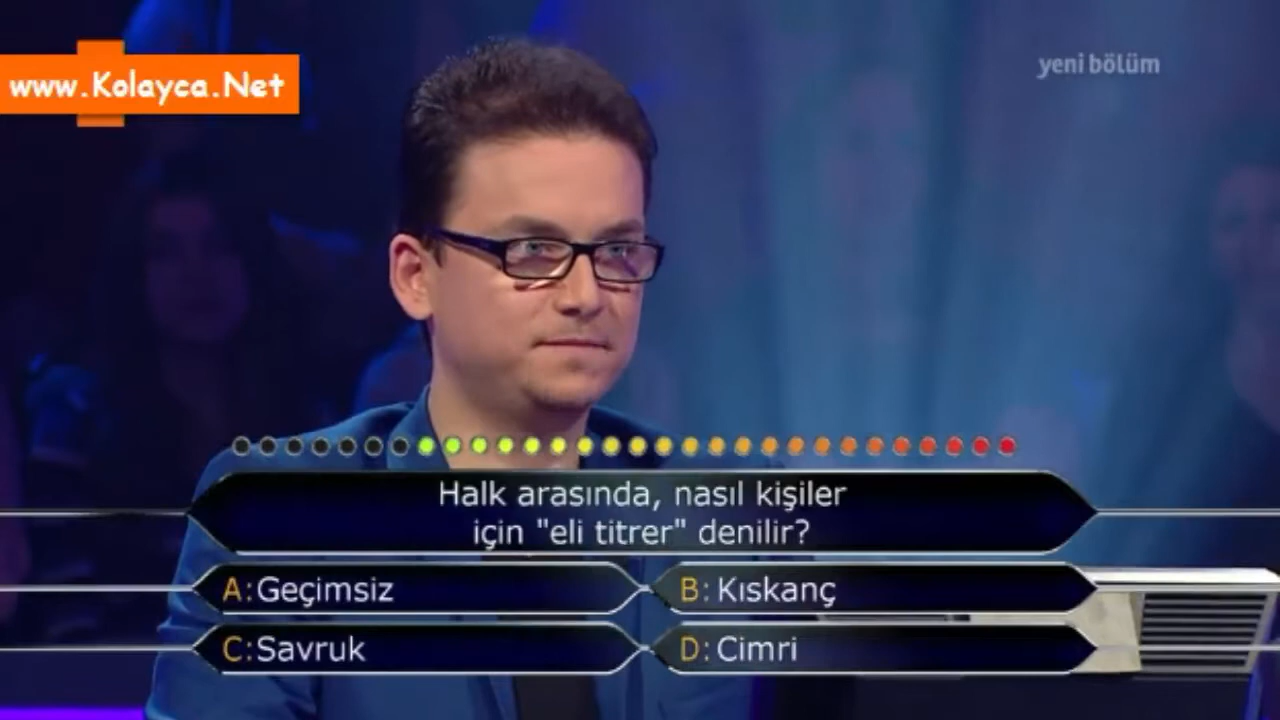 www.Kolayca.Net
yeni bölüm
Halk arasında, nasıl kişiler
için "eli titrer" denilir?
A: Geçimsiz
B: Kıskanç
C: Savruk
D: Cimri